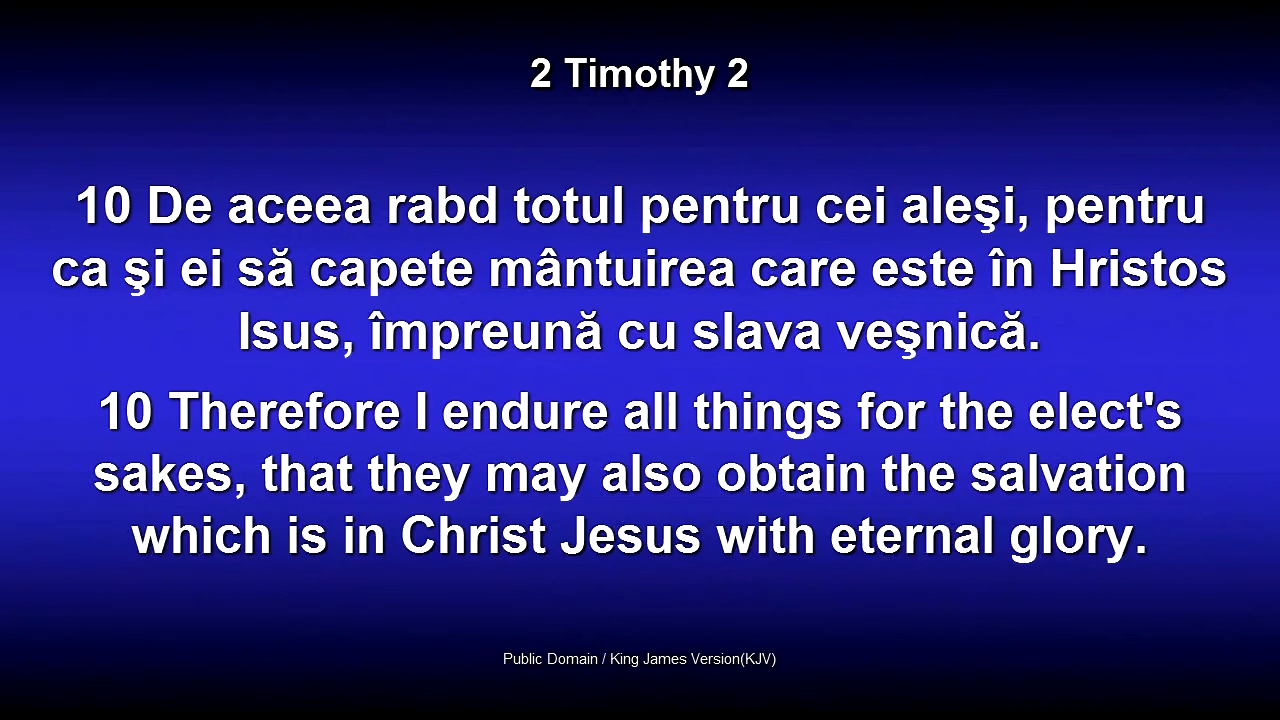 2 Timothy 2
10 De aceea rabd totul pentru cei aleşi, pentru
ca şi ei să capete mântuirea care este în Hristos
Isus, împreună cu slava veşnică.
10 Therefore I endure all things for the elect's
sakes, that they may also obtain the salvation
which is in Christ Jesus with eternal glory.
Public Domain / King James Version(KJV)